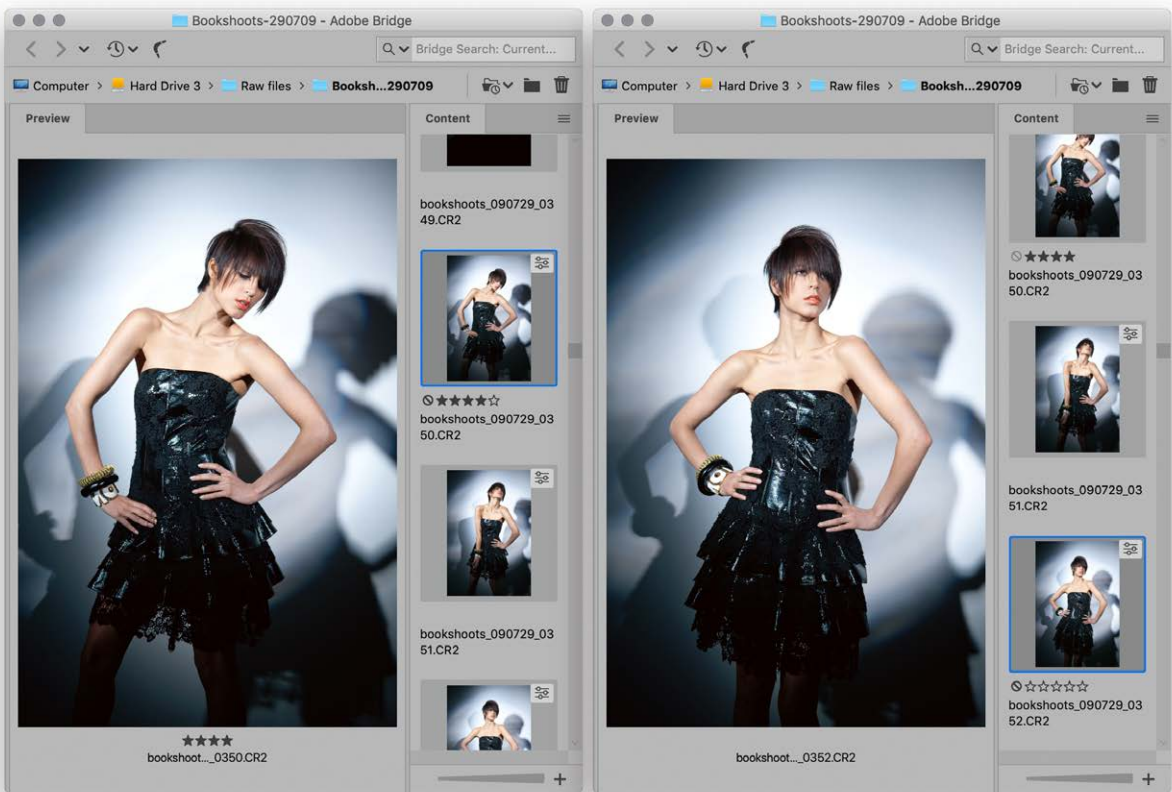 Bookshoots-290709 - Adobe Bridge
Bridge Search: Current...
Computer > Hard Drive 3 > Raw files > Booksh...290709
Preview
Content
bookshoots_090729_03
49.CR2
★★★★☆
bookshoots_090729_03
50.CR2
bookshoots_090729_03
51.CR2
★★★★
bookshoot..._0350.CR2
Bookshoots-290709 - Adobe Bridge
Bridge Search: Current...
Computer > Hard Drive 3 > Raw files > Booksh...290709
Preview
Content
★★★★
bookshoots_090729_03
50.CR2
bookshoots_090729_03
51.CR2
☆☆☆☆☆
bookshoots_090729_03
52.CR2
bookshoot..._0352.CR2